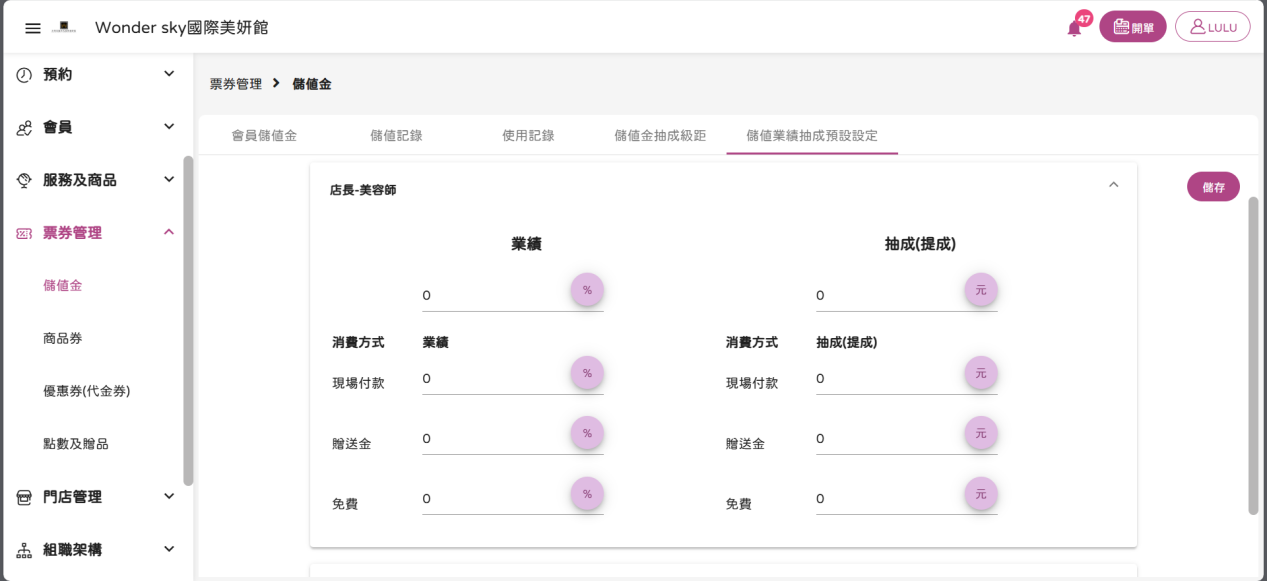 Wonder sky國際美妍館
47
開單
LULU
預約
會員
服務及商品
票券管理
儲值金
商品券
優惠券(代金券)
點數及贈品
門店管理
組職架構
票券管理 > 儲值金
會員儲值金 儲值記錄 使用記錄 儲值金抽成級距 儲值業績抽成預設設定
店長-美容師
儲存
業績 抽成(提成)
0 % 0 元
消費方式 業績 消費方式 抽成(提成)
現場付款 0 % 現場付款 0 元
贈送金 0 % 贈送金 0 元
免費 0 % 免費 0 元